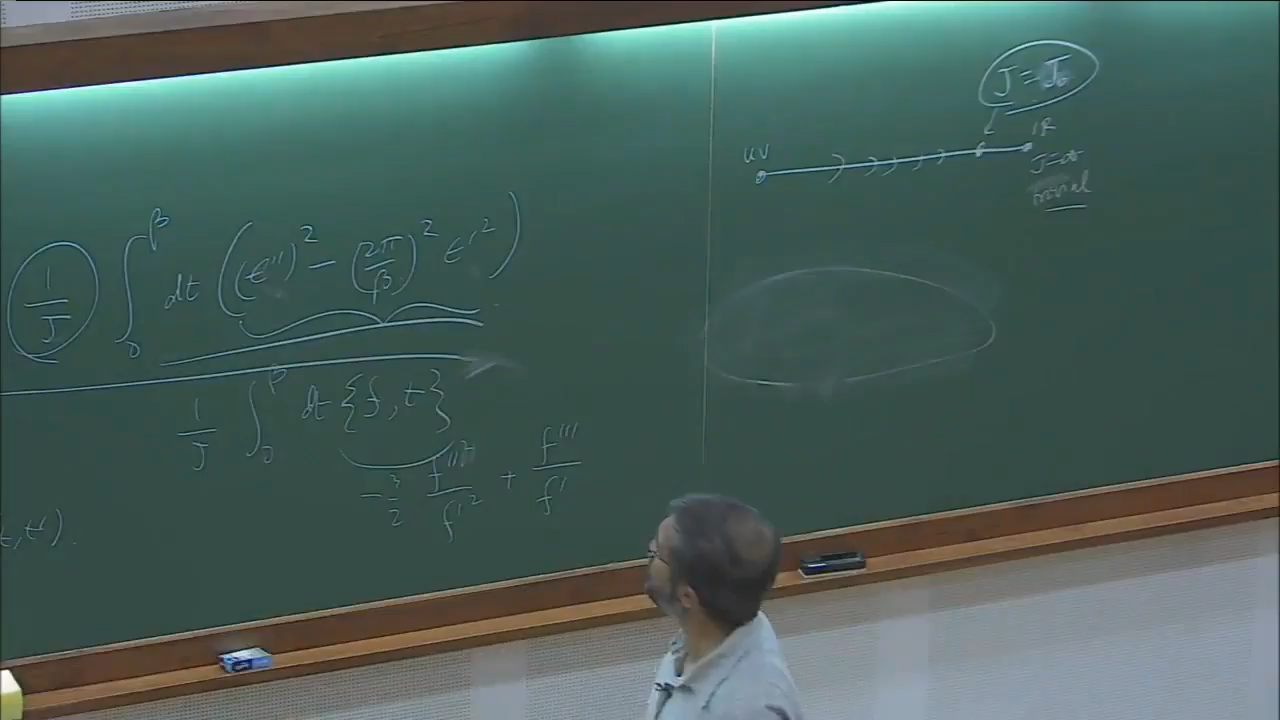 1/J ∫₀^β dt ((ϵ'')² − (2π/β)² ϵ'²)
1/J ∫₀^β dt {f, t}
− 3/2 f''²/f'² + f'''/f'
t, t').
J = J₀
UV
IR
J=∞